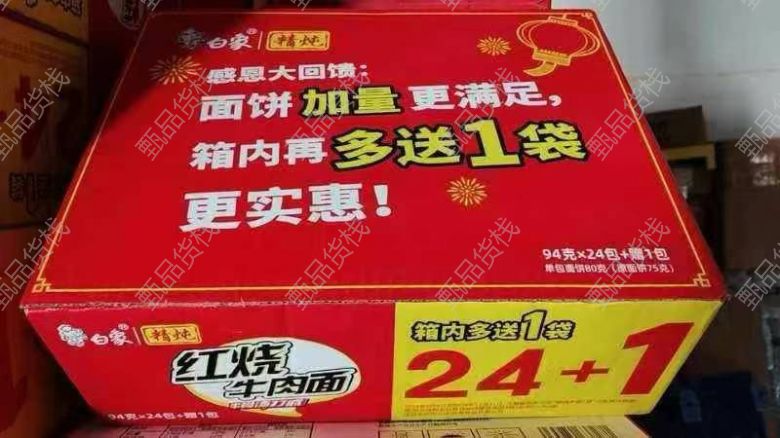 白象® 精炖
感恩大回馈:
面饼加量更满足,
箱内再多送1袋
更实惠!
94克×24包+赠1包
单包面饼80克(原面饼75克)
白象® 精炖
红烧
牛肉面
94克×24包+赠1包
箱内多送1袋
24+1
甄品货栈